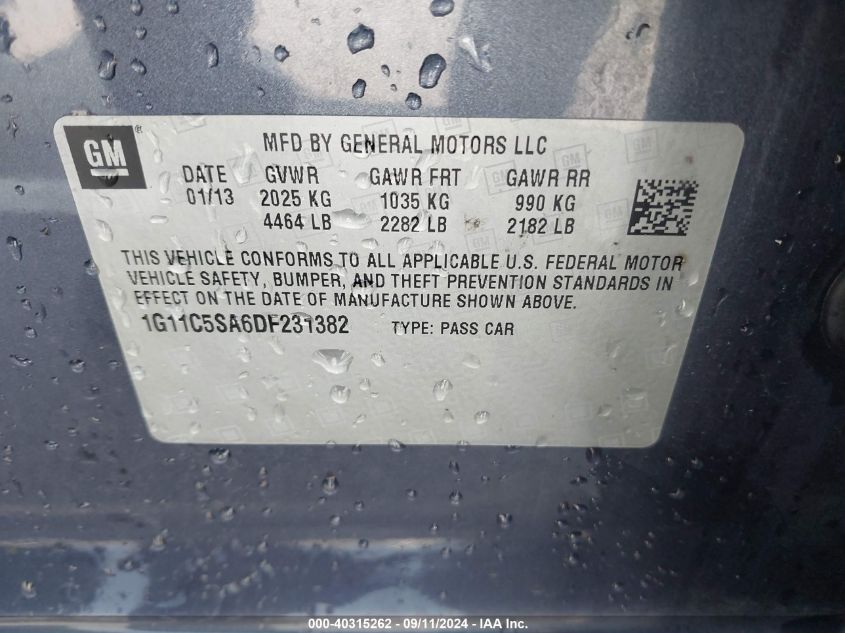 GM
MFD BY GENERAL MOTORS LLC
DATE GVWR GAWR FRT GAWR RR
01/13 2025 KG 1035 KG 990 KG
4464 LB 2282 LB 2182 LB
THIS VEHICLE CONFORMS TO ALL APPLICABLE U.S. FEDERAL MOTOR
VEHICLE SAFETY, BUMPER, AND THEFT PREVENTION STANDARDS IN
EFFECT ON THE DATE OF MANUFACTURE SHOWN ABOVE.
1G11C5SA6DF231382 TYPE: PASS CAR
000-40315262 - 09/11/2024 - IAA Inc.